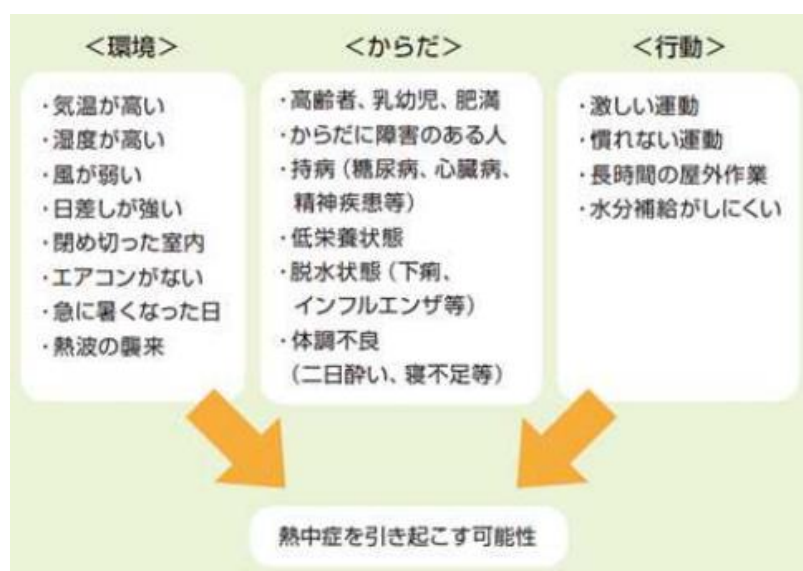 ＜環境＞
・気温が高い
・湿度が高い
・風が弱い
・日差しが強い
・閉め切った室内
・エアコンがない
・急に暑くなった日
・熱波の襲来
＜からだ＞
・高齢者、乳幼児、肥満
・からだに障害のある人
・持病（糖尿病、心臓病、
精神疾患等）
・低栄養状態
・脱水状態（下痢、
インフルエンザ等）
・体調不良
（二日酔い、寝不足等）
＜行動＞
・激しい運動
・慣れない運動
・長時間の屋外作業
・水分補給がしにくい
熱中症を引き起こす可能性